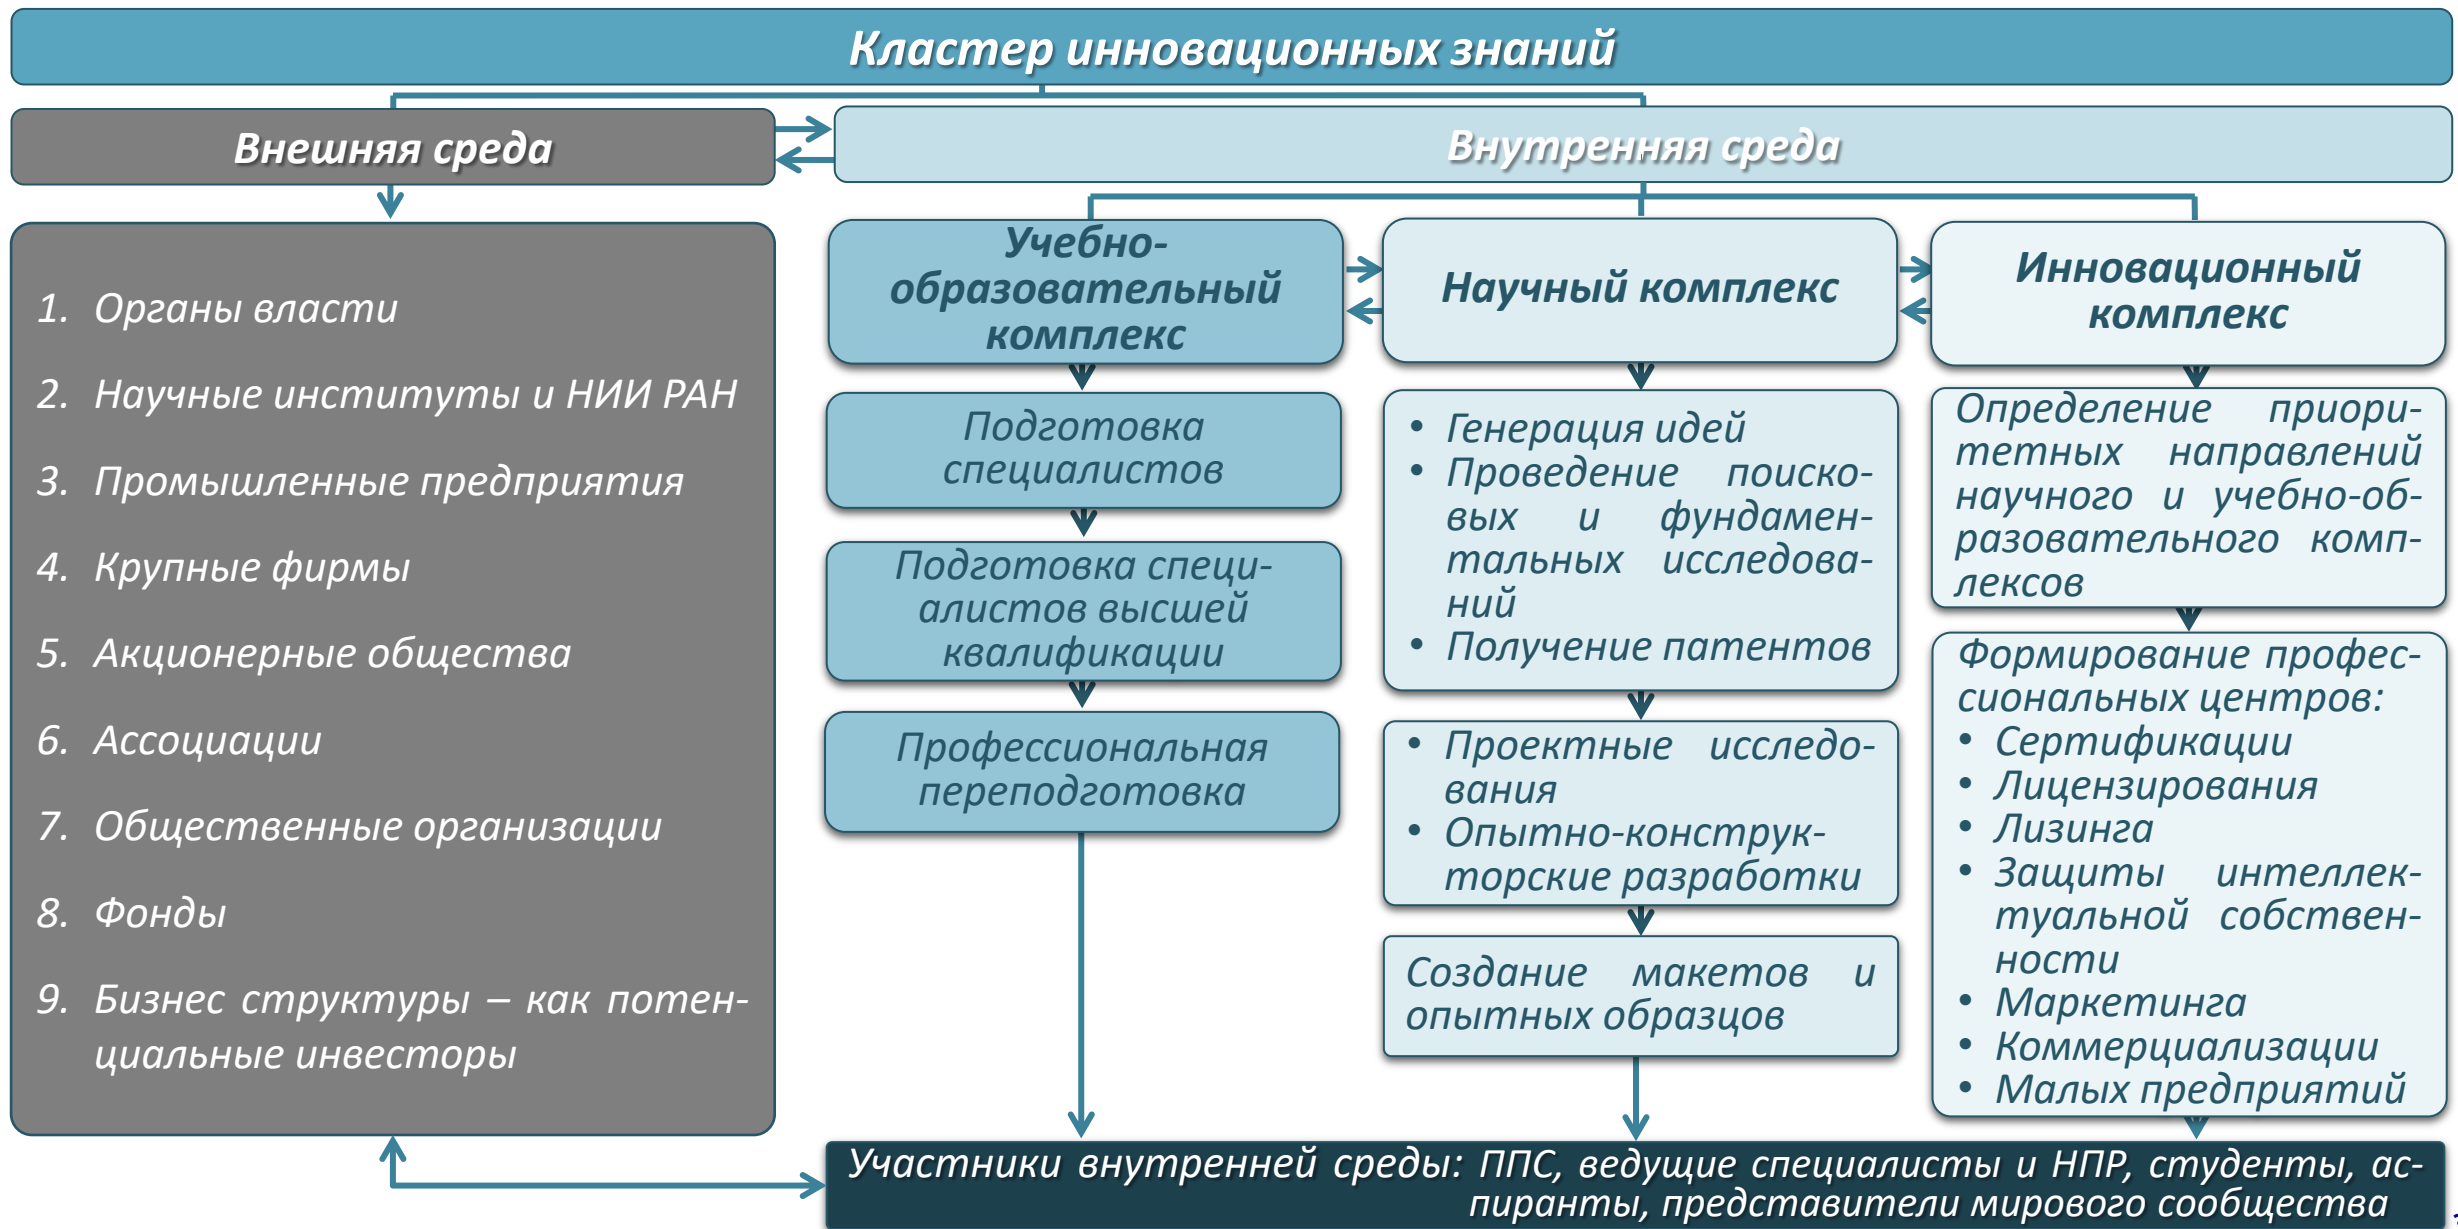 Кластер инновационных знаний
Внешняя среда
Внутренняя среда
1. Органы власти
2. Научные институты и НИИ РАН
3. Промышленные предприятия
4. Крупные фирмы
5. Акционерные общества
6. Ассоциации
7. Общественные организации
8. Фонды
9. Бизнес структуры – как потен-
циальные инвесторы
Учебно-
образовательный
комплекс
Подготовка
специалистов
Подготовка специ-
алистов высшей
квалификации
Профессиональная
переподготовка
Научный комплекс
• Генерация идей
• Проведение поиско-
вых и фундамен-
тальных исследова-
ний
• Получение патентов
• Проектные исследо-
вания
• Опытно-конструк-
торские разработки
Создание макетов и
опытных образцов
Инновационный
комплекс
Определение приори-
тетных направлений
научного и учебно-об-
разовательного комп-
лексов
Формирование профес-
сиональных центров:
• Сертификации
• Лицензирования
• Лизинга
• Защиты интеллек-
туальной собствен-
ности
• Маркетинга
• Коммерциализации
• Малых предприятий
Участники внутренней среды: ППС, ведущие специалисты и НПР, студенты, ас-
пиранты, представители мирового сообщества